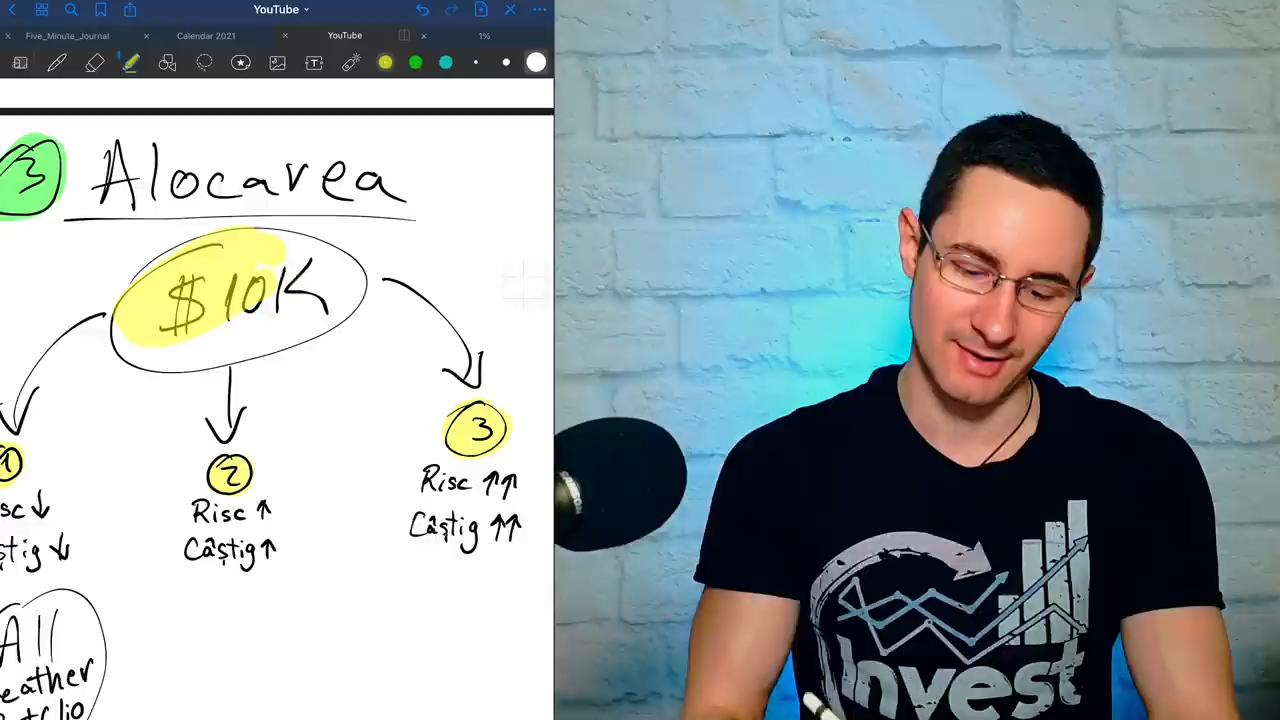 YouTube
Five_Minute_Journal
Calendar 2021
YouTube
1%
T
3 Alocarea
$10K
1
2
3
Risc ↑↑
Câștig ↑↑
sc ↓
Risc ↑
știg ↓
Câștig ↑
All
eather
Invest